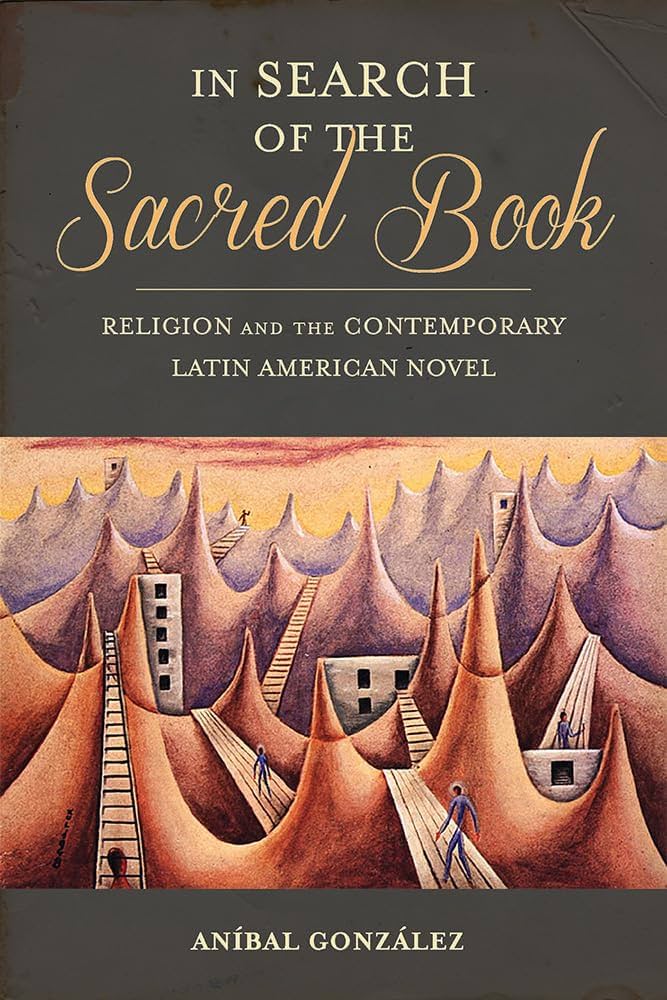 IN SEARCH
OF THE
Sacred Book
RELIGION AND THE CONTEMPORARY
LATIN AMERICAN NOVEL
ANÍBAL GONZÁLEZ